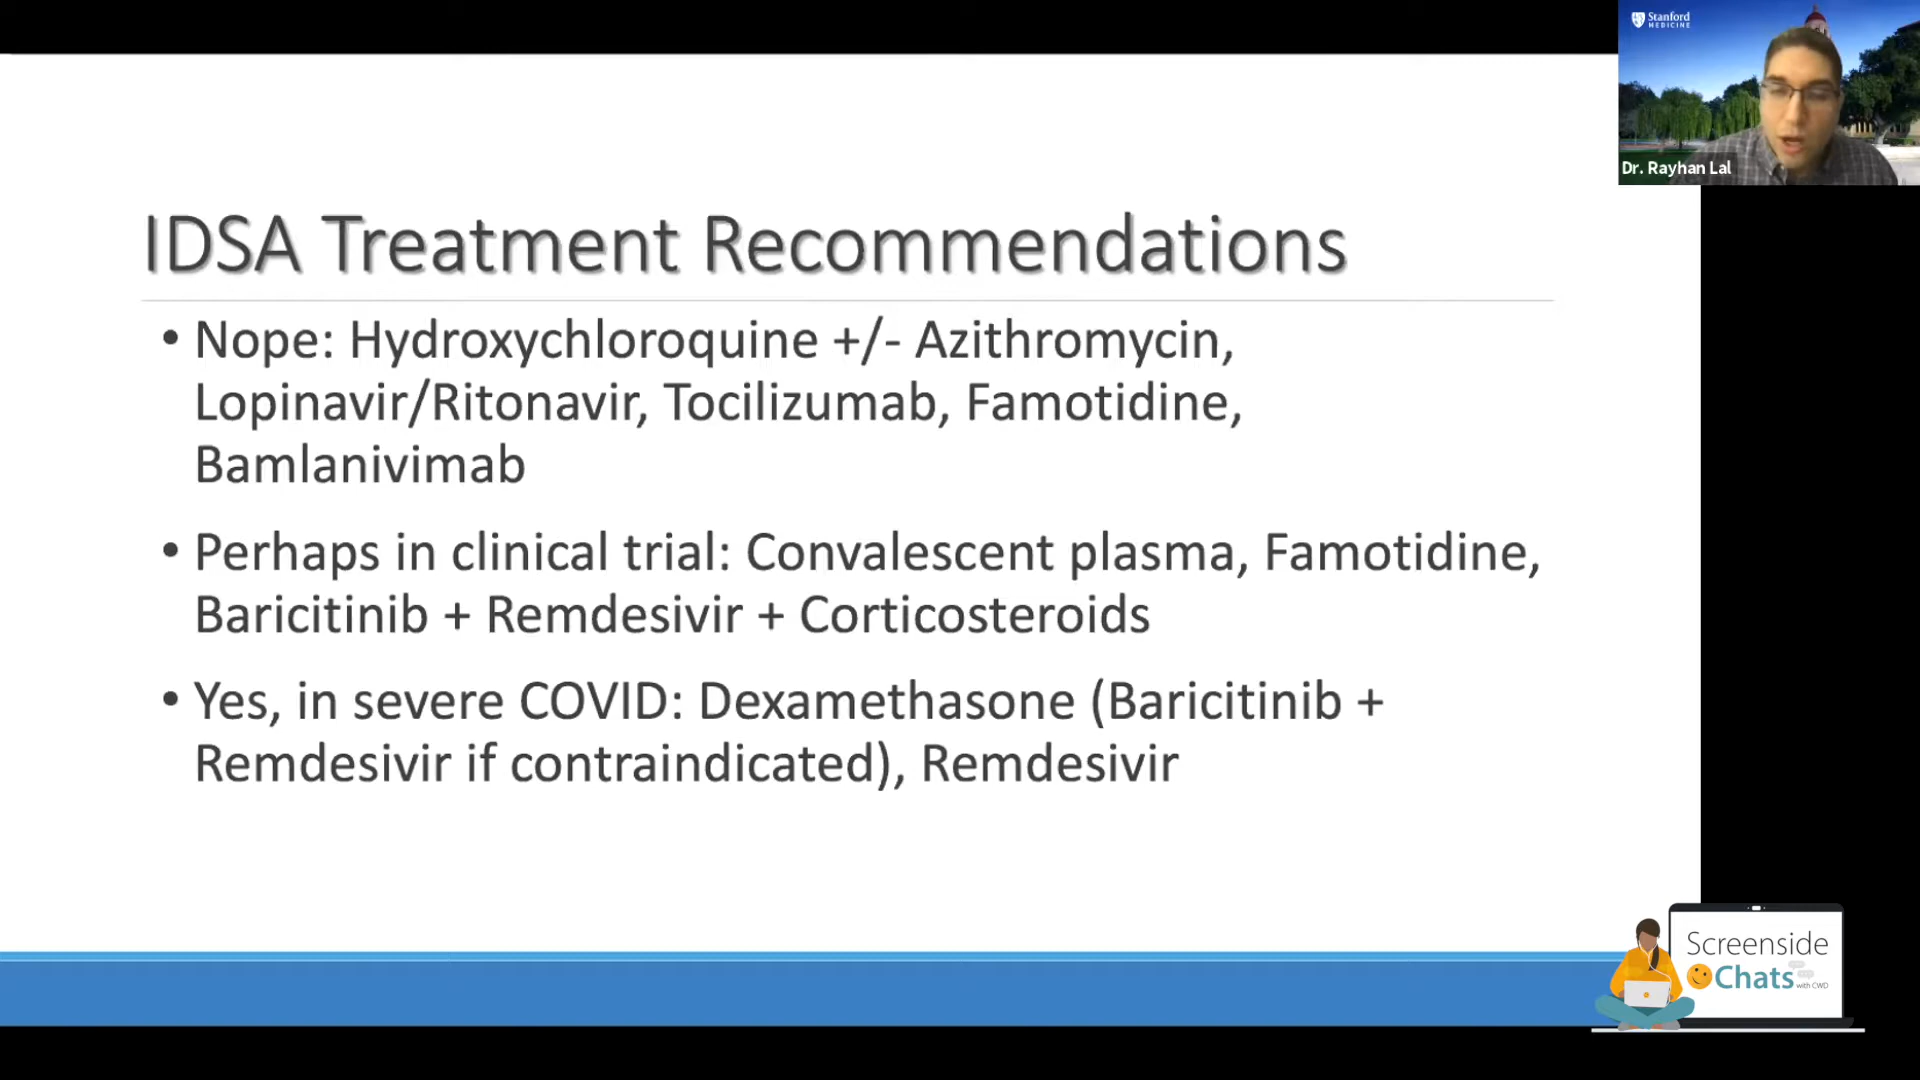 Stanford
MEDICINE
Dr. Rayhan Lal
IDSA Treatment Recommendations
• Nope: Hydroxychloroquine +/- Azithromycin,
Lopinavir/Ritonavir, Tocilizumab, Famotidine,
Bamlanivimab
• Perhaps in clinical trial: Convalescent plasma, Famotidine,
Baricitinib + Remdesivir + Corticosteroids
• Yes, in severe COVID: Dexamethasone (Baricitinib +
Remdesivir if contraindicated), Remdesivir
Screenside
Chats with CWD